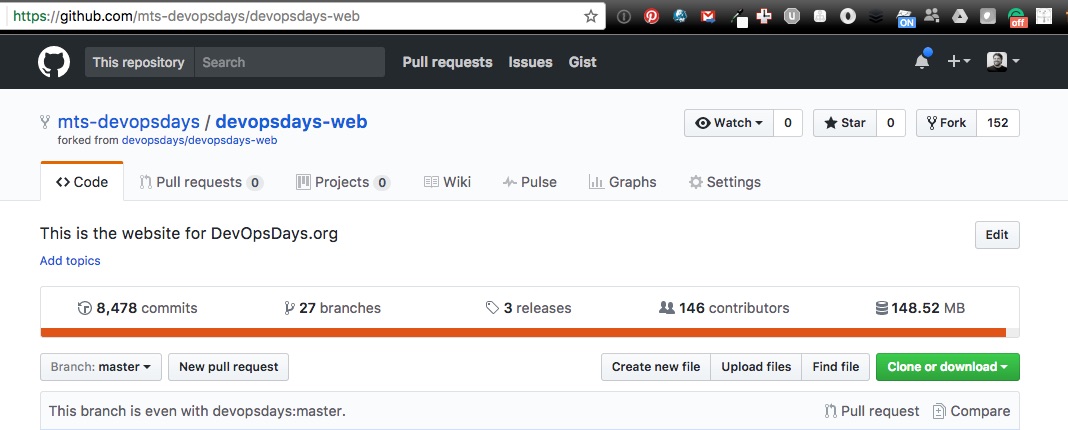 https://github.com/mts-devopsdays/devopsdays-web
ON
off
This repository Search Pull requests Issues Gist
mts-devopsdays / devopsdays-web
Watch 0 Star 0 Fork 152
forked from devopsdays/devopsdays-web
Code Pull requests 0 Projects 0 Wiki Pulse Graphs Settings
This is the website for DevOpsDays.org
Edit
Add topics
8,478 commits 27 branches 3 releases 146 contributors 148.52 MB
Branch: master New pull request Create new file Upload files Find file Clone or download
This branch is even with devopsdays:master. Pull request Compare